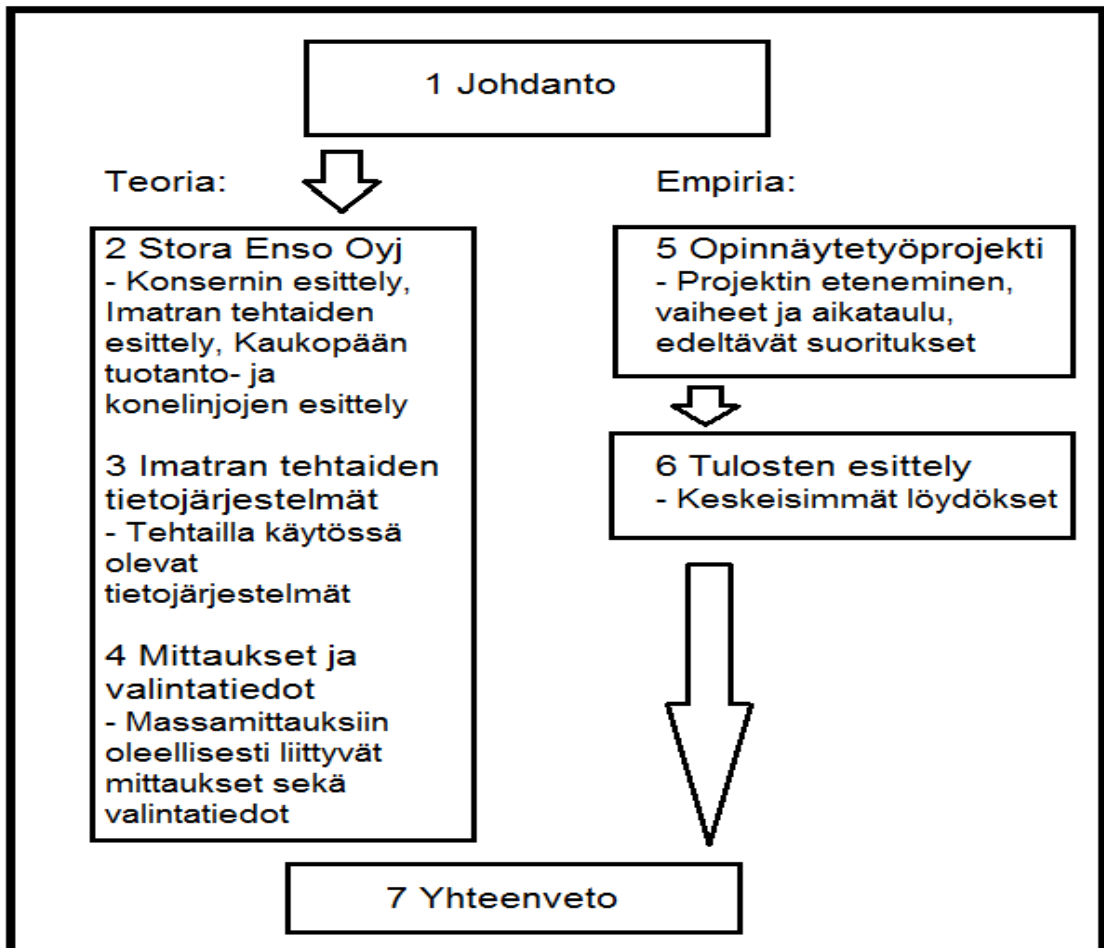 1 Johdanto
Teoria:
2 Stora Enso Oyj
- Konsernin esittely,
Imatran tehtaiden
esittely, Kaukopään
tuotanto- ja
konelinjojen esittely
3 Imatran tehtaiden
tietojärjestelmät
- Tehtailla käytössä
olevat
tietojärjestelmät
4 Mittaukset ja
valintatiedot
- Massamittauksiin
oleellisesti liittyvät
mittaukset sekä
valintatiedot
Empiria:
5 Opinnäytetyöprojekti
- Projektin eteneminen,
vaiheet ja aikataulu,
edeltävät suoritukset
6 Tulosten esittely
- Keskeisimmät löydökset
7 Yhteenveto